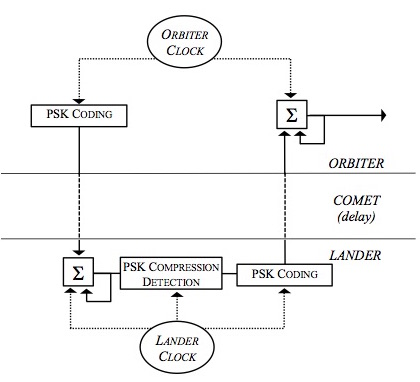 ORBITER
CLOCK
PSK CODING
Σ
ORBITER
COMET
(delay)
LANDER
Σ
PSK COMPRESSION
DETECTION
PSK CODING
LANDER
CLOCK